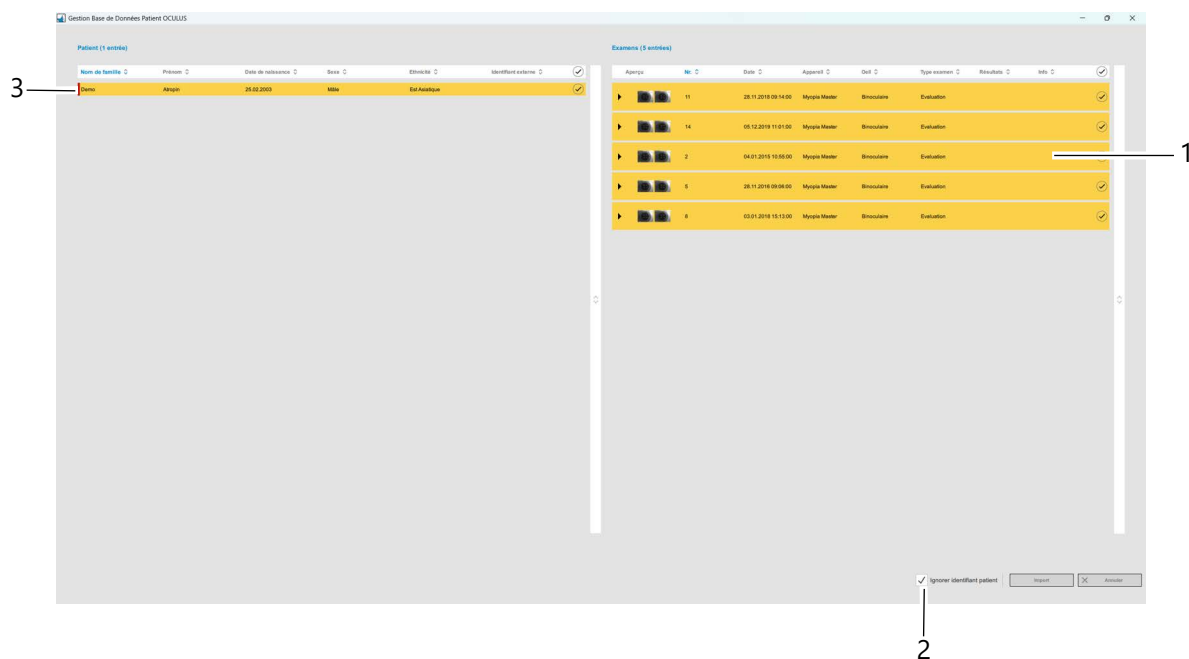 Gestion Base de Données Patient OCULUS
Patient (1 entrée)
Nom de famille Prénom Date de naissance Sexe Ethnicité Identifiant externe
Demo Atropin 25.02.2003 Mâle Est Asiatique
3
Examens (5 entrées)
Aperçu Nr. Date Appareil Oeil Type examen Résultats Info
11 28.11.2018 09:14:00 Myopia Master Binoculaire Evaluation
14 05.12.2019 11:01:00 Myopia Master Binoculaire Evaluation
2 04.01.2015 10:55:00 Myopia Master Binoculaire Evaluation
1
5 26.11.2016 09:06:00 Myopia Master Binoculaire Evaluation
8 03.01.2018 15:13:00 Myopia Master Binoculaire Evaluation
Ignorer identifiant patient Import Annuler
2